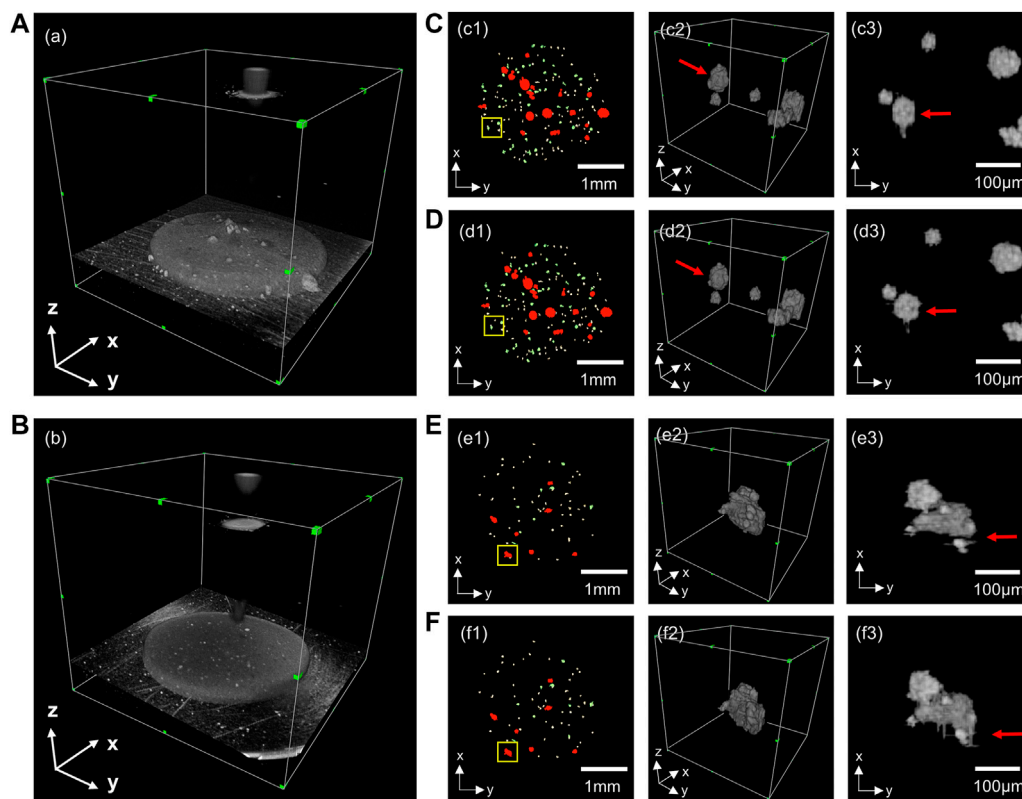 A
(a)
z
x
y
B
(b)
z
x
y
C
(c1)
x
y
1mm
(c2)
z
x
y
(c3)
x
y
100µm
D
(d1)
x
y
1mm
(d2)
z
x
y
(d3)
x
y
100µm
E
(e1)
x
y
1mm
(e2)
z
x
y
(e3)
x
y
100µm
F
(f1)
x
y
1mm
(f2)
z
x
y
(f3)
x
y
100µm